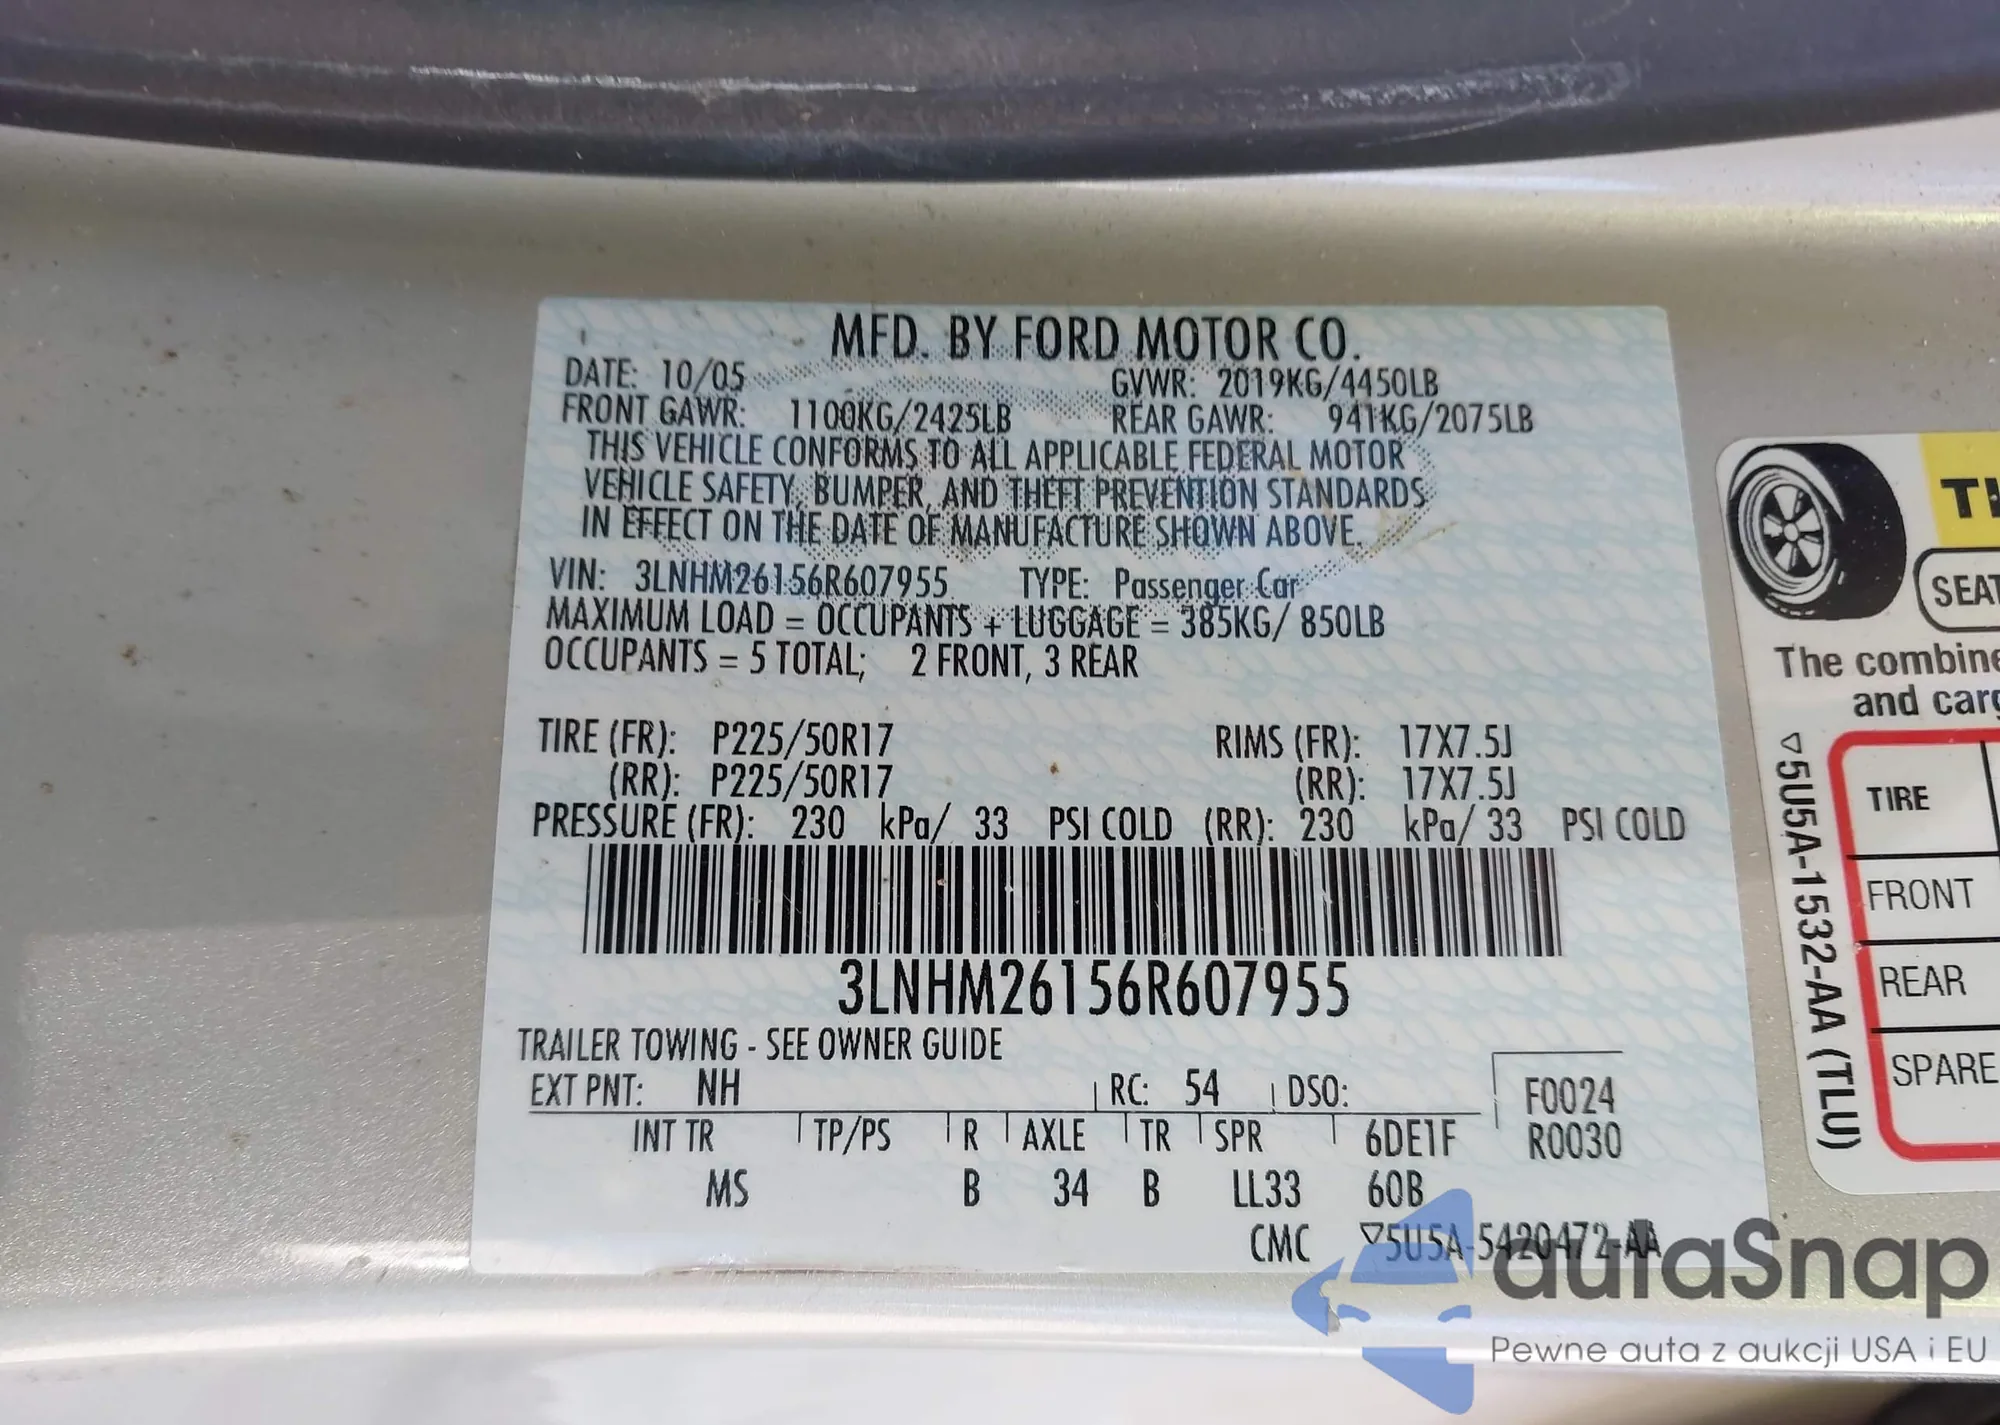 MFD. BY FORD MOTOR CO.
DATE: 10/05 GVWR: 2019KG/4450LB
FRONT GAWR: 1100KG/2425LB REAR GAWR: 941KG/2075LB
THIS VEHICLE CONFORMS TO ALL APPLICABLE FEDERAL MOTOR
VEHICLE SAFETY, BUMPER, AND THEFT PREVENTION STANDARDS
IN EFFECT ON THE DATE OF MANUFACTURE SHOWN ABOVE.
VIN: 3LNHM26156R607955 TYPE: Passenger Car
MAXIMUM LOAD = OCCUPANTS + LUGGAGE = 385KG/ 850LB
OCCUPANTS = 5 TOTAL; 2 FRONT, 3 REAR
TIRE (FR): P225/50R17 RIMS (FR): 17X7.5J
(RR): P225/50R17 (RR): 17X7.5J
PRESSURE (FR): 230 kPa/ 33 PSI COLD (RR): 230 kPa/ 33 PSI COLD
3LNHM26156R607955
TRAILER TOWING - SEE OWNER GUIDE
EXT PNT: NH RC: 54 DSO: F0024
INT TR TP/PS R AXLE TR SPR 6DE1F R0030
MS B 34 B LL33 60B
CMC ▽5U5A-5420472-AA
TI
SEAT
The combine
and carg
TIRE
FRONT
REAR
SPARE
▽5U5A-1532-AA (TLU)
autaSnap
Pewne auta z aukcji USA i EU